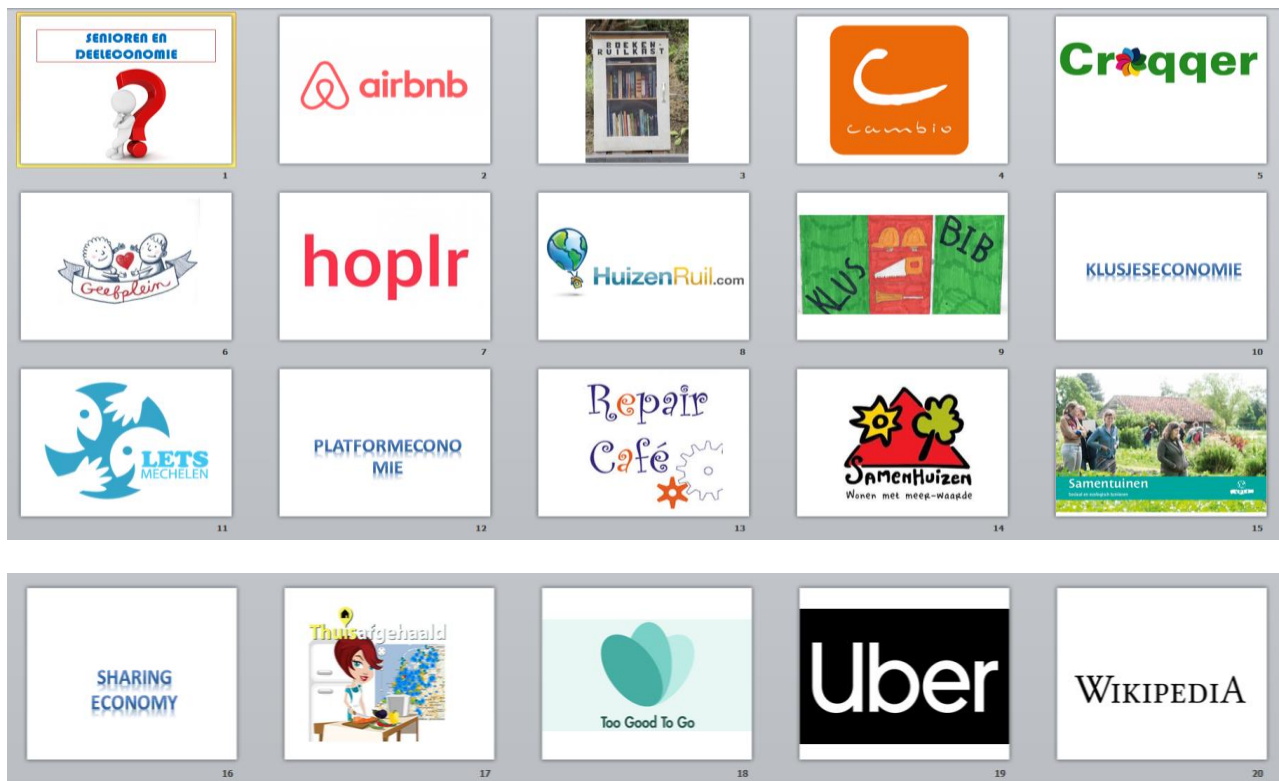 SENIOREN EN
DEELECONOMIE
1
airbnb
2
BOEKEN-
RUILKAST
3
cambio
4
Croqqer
5
Geefplein
6
hoplr
7
HuizenRuil.com
8
KLUS
BIB
9
KLUSJESECONOMIE
10
LETS
MECHELEN
11
PLATFORMECONO
MIE
12
Repair
Café
13
SAMENHUIZEN
Wonen met meer-waarde
14
Samentuinen
15
SHARING
ECONOMY
16
Thuisafgehaald
17
Too Good To Go
18
Uber
19
WIKIPEDIA
20